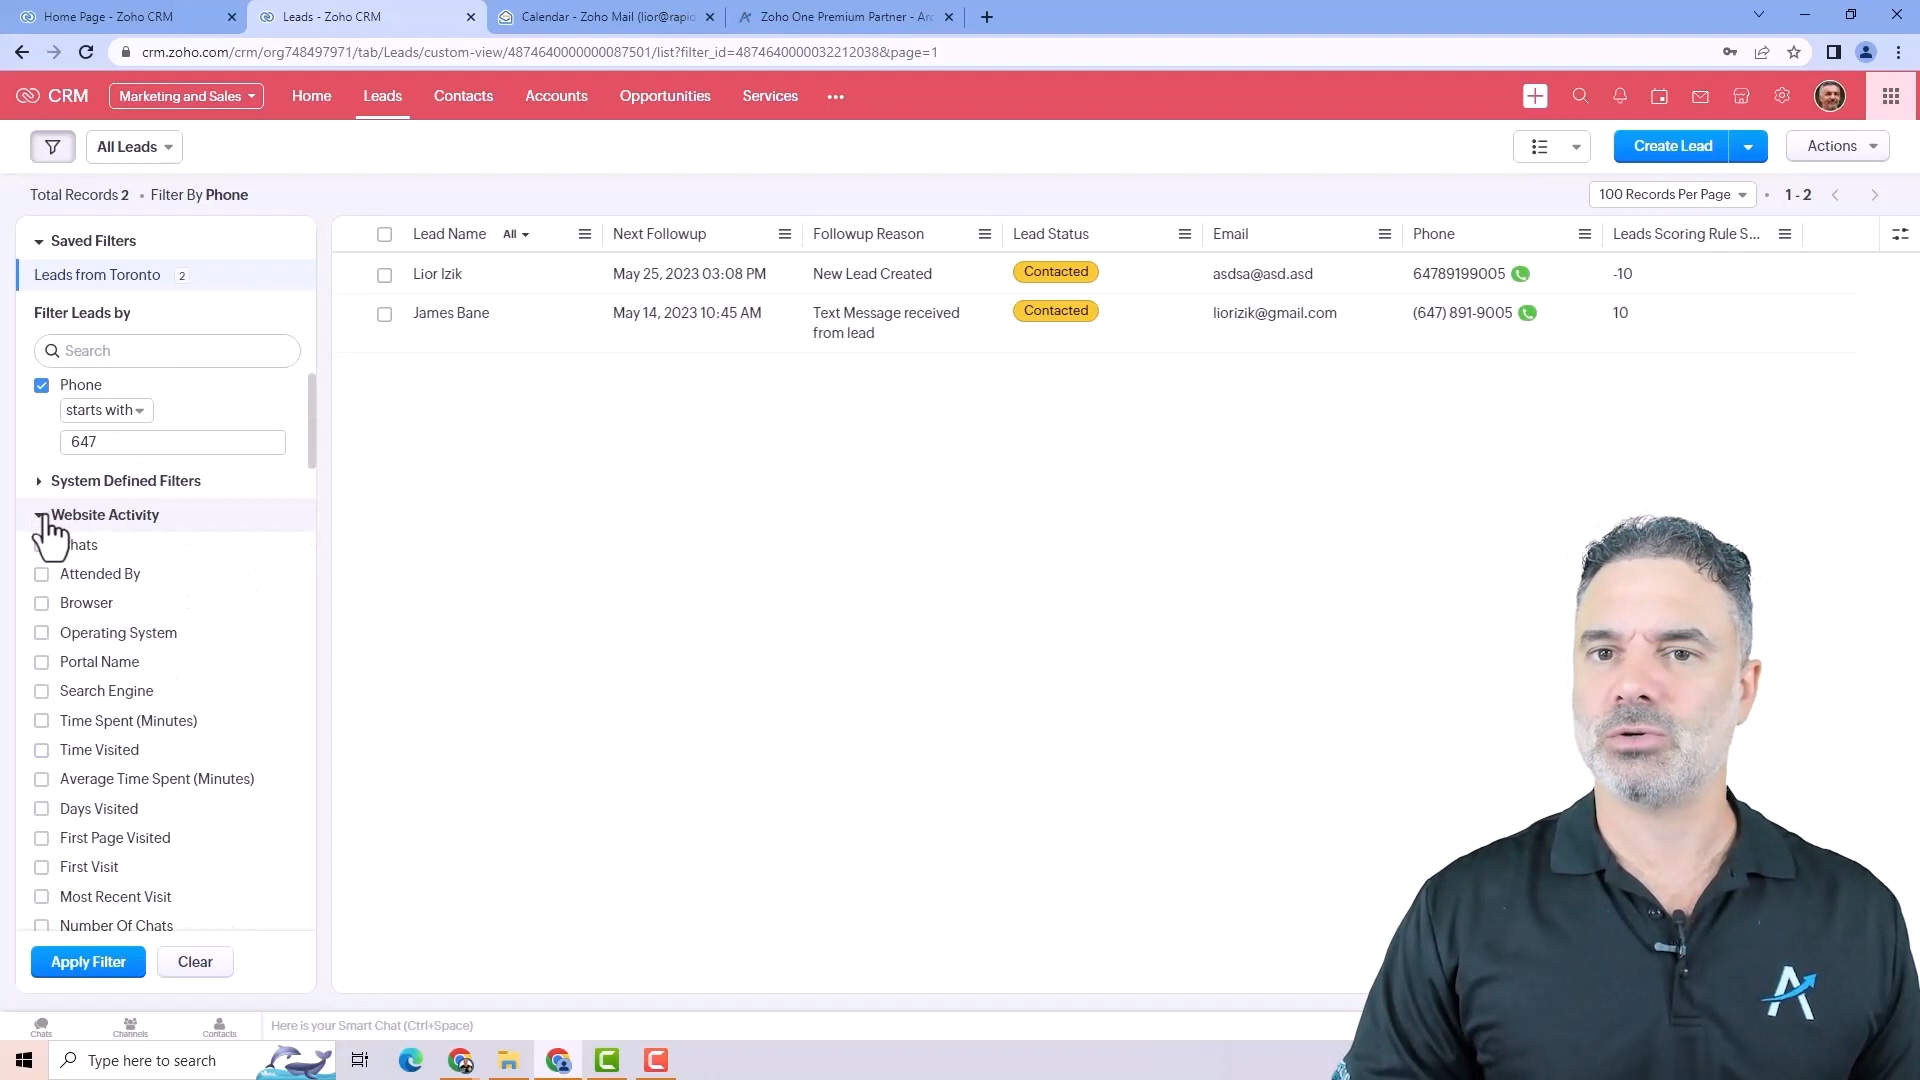 Home Page - Zoho CRM
Leads - Zoho CRM
Calendar - Zoho Mail (lior@rapid
Zoho One Premium Partner - Arc
crm.zoho.com/crm/org748497971/tab/Leads/custom-view/4874640000000087501/list?filter_id=4874640000032212038&page=1
CRM
Marketing and Sales
Home
Leads
Contacts
Accounts
Opportunities
Services
All Leads
Create Lead
Actions
Total Records 2 • Filter By Phone
100 Records Per Page • 1 - 2
Saved Filters
Leads from Toronto 2
Filter Leads by
Search
Phone
starts with
647
System Defined Filters
Website Activity
hats
Attended By
Browser
Operating System
Portal Name
Search Engine
Time Spent (Minutes)
Time Visited
Average Time Spent (Minutes)
Days Visited
First Page Visited
First Visit
Most Recent Visit
Number Of Chats
Apply Filter
Clear
Lead Name All Next Followup Followup Reason Lead Status Email Phone Leads Scoring Rule S...
Lior Izik May 25, 2023 03:08 PM New Lead Created Contacted asdsa@asd.asd 64789199005 -10
James Bane May 14, 2023 10:45 AM Text Message received Contacted liorizik@gmail.com (647) 891-9005 10
from lead
Chats
Channels
Contacts
Here is your Smart Chat (Ctrl+Space)
Type here to search